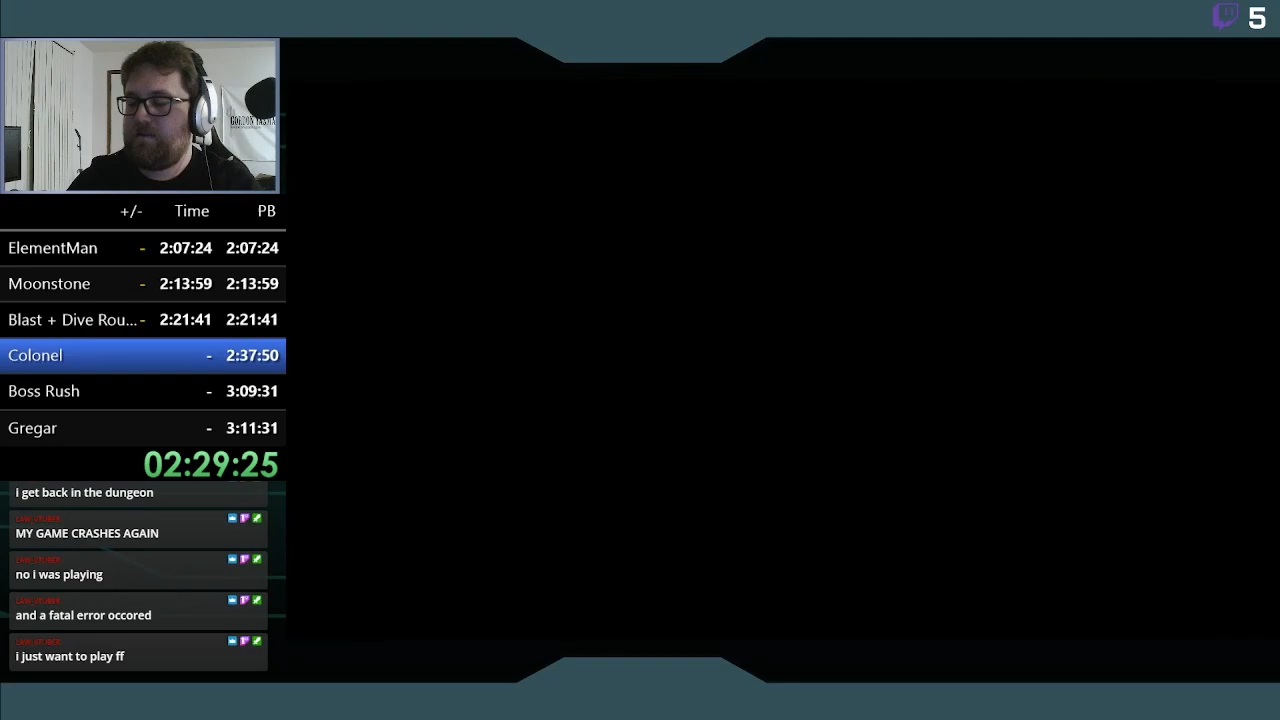 5
GORDON
+/- Time PB
ElementMan - 2:07:24 2:07:24
Moonstone - 2:13:59 2:13:59
Blast + Dive Rou... - 2:21:41 2:21:41
Colonel - 2:37:50
Boss Rush - 3:09:31
Gregar - 3:11:31
02:29:25
i get back in the dungeon
MY GAME CRASHES AGAIN
no i was playing
and a fatal error occored
i just want to play ff